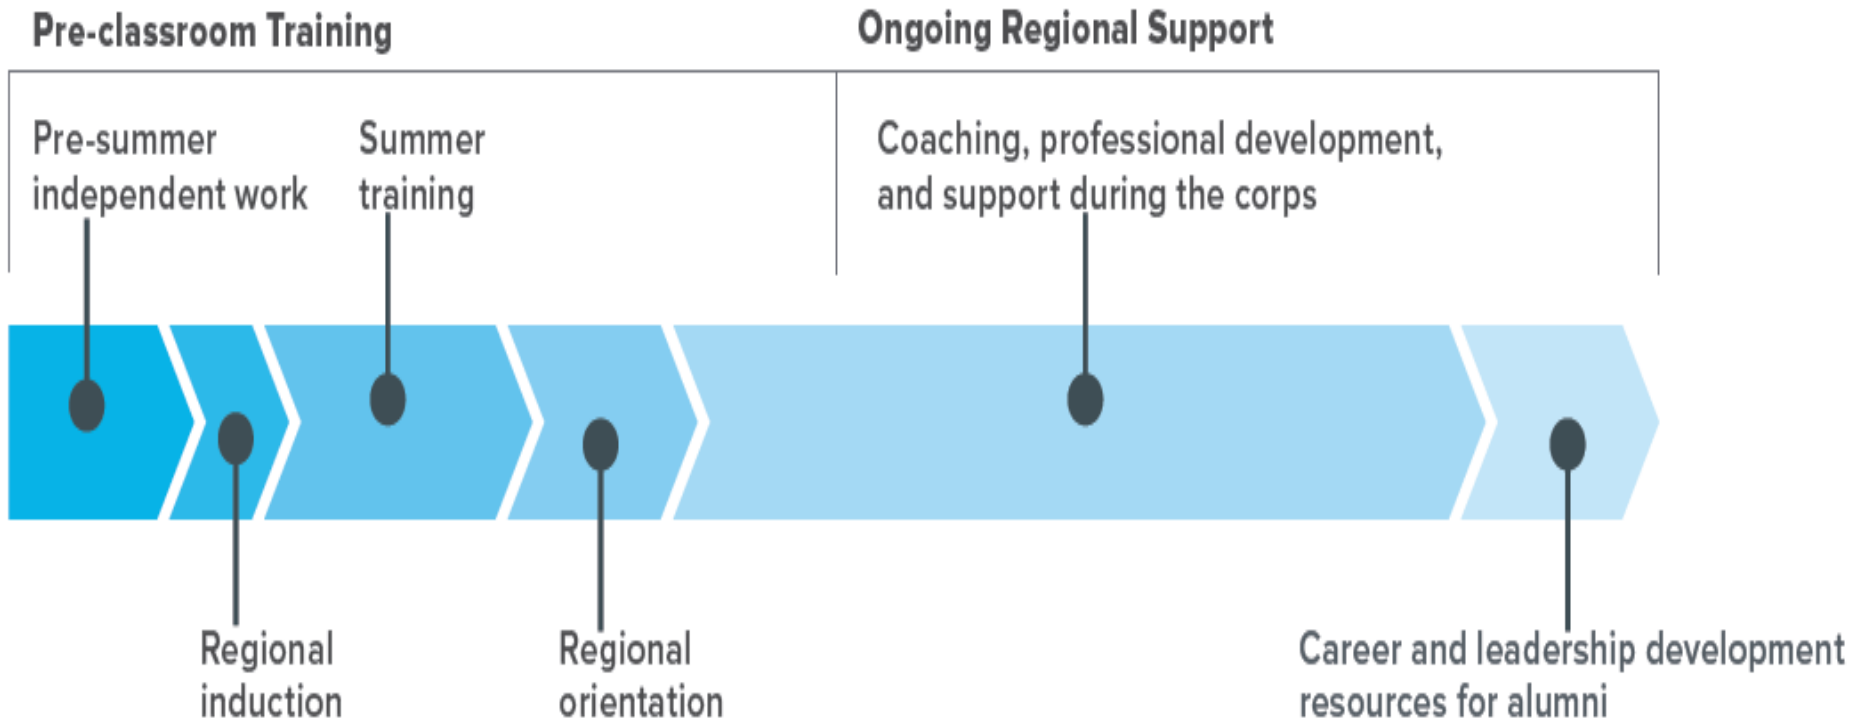 Pre-classroom Training
Ongoing Regional Support
Pre-summer
independent work
Summer
training
Coaching, professional development,
and support during the corps
Regional
induction
Regional
orientation
Career and leadership development
resources for alumni